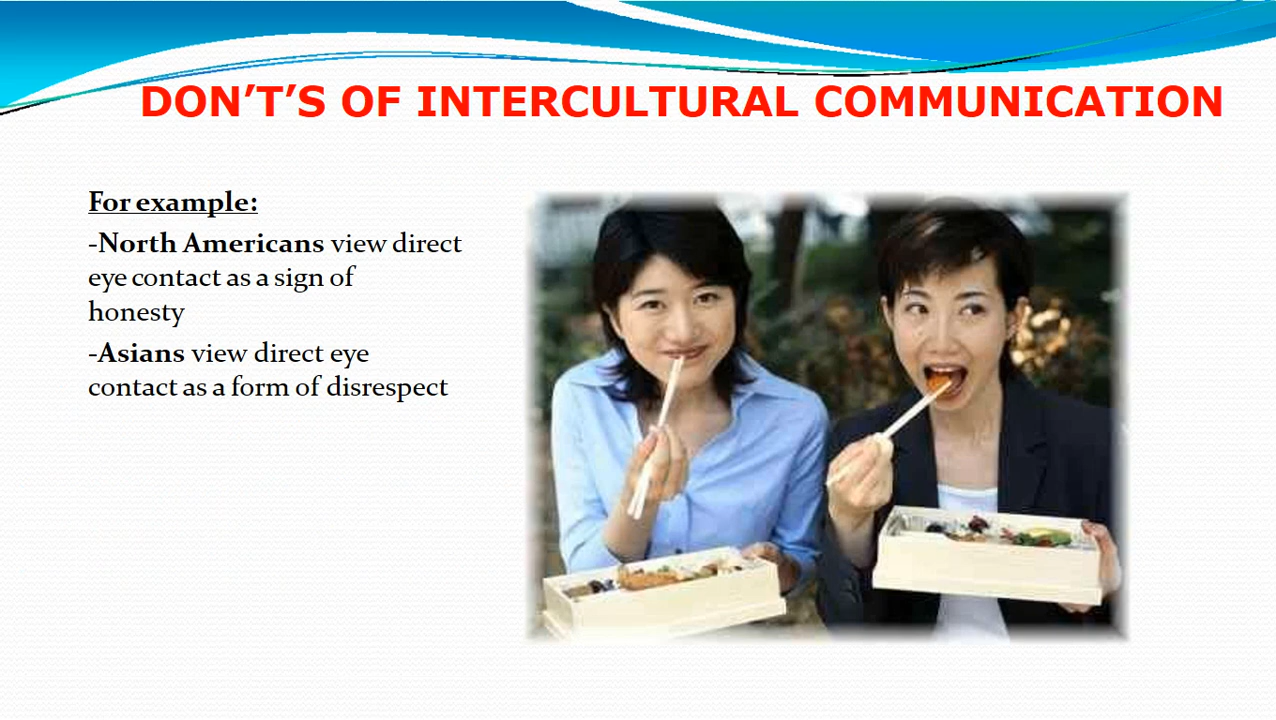 DON’T’S OF INTERCULTURAL COMMUNICATION
For example:
-North Americans view direct
eye contact as a sign of
honesty
-Asians view direct eye
contact as a form of disrespect